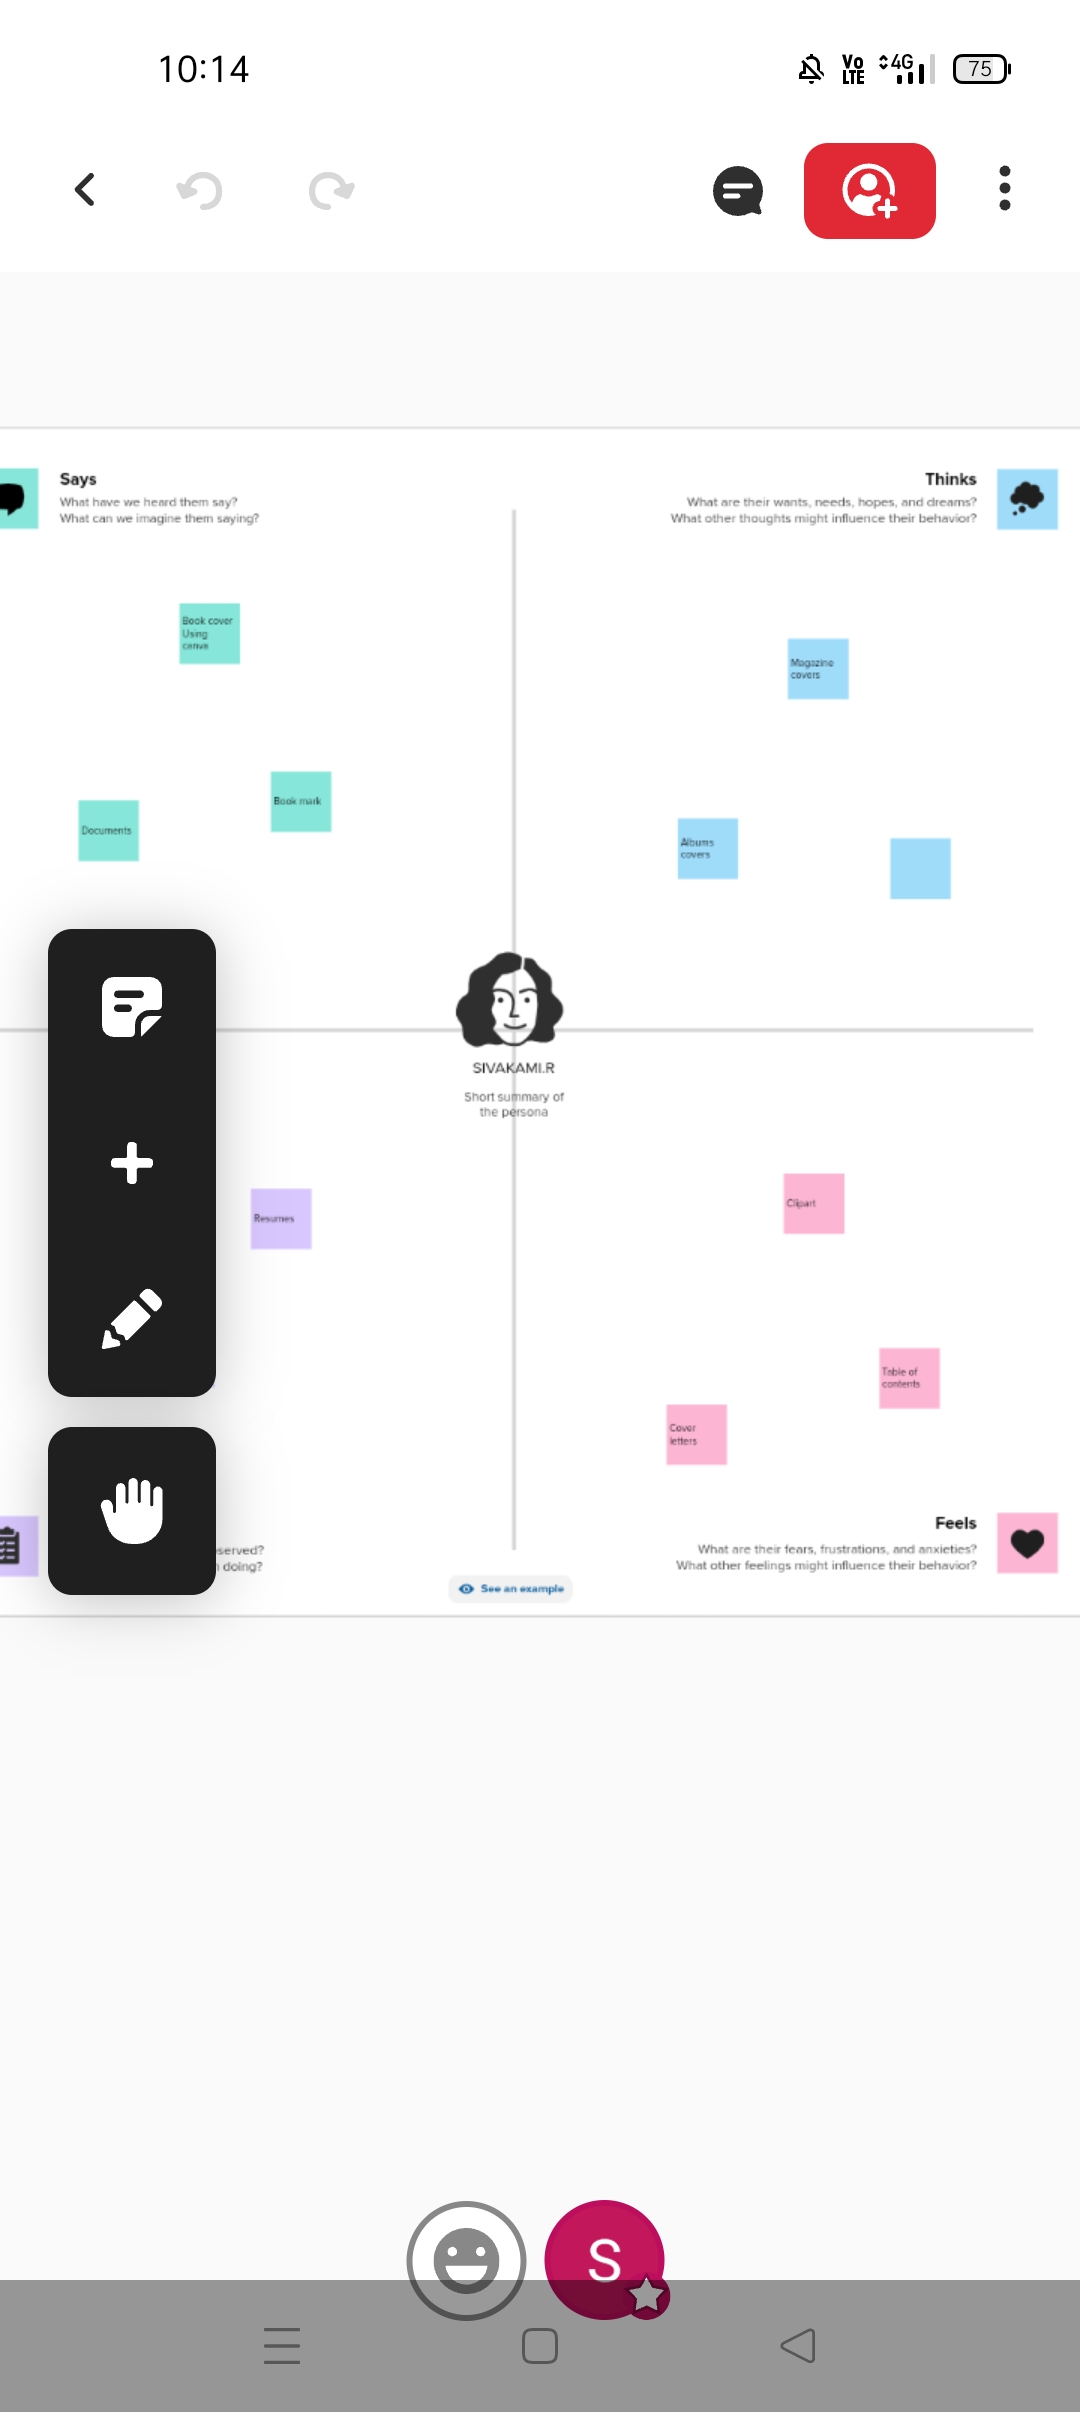 10:14
Vo
LTE
4G
75
Says
What have we heard them say?
What can we imagine them saying?
Thinks
What are their wants, needs, hopes, and dreams?
What other thoughts might influence their behavior?
Book cover
Using
canva
Magazine
covers
Book mark
Documents
Albums
covers
SIVAKAMI.R
Short summary of
the persona
Resumes
Clipart
Table of
contents
Cover
letters
served?
doing?
Feels
What are their fears, frustrations, and anxieties?
What other feelings might influence their behavior?
See an example
S